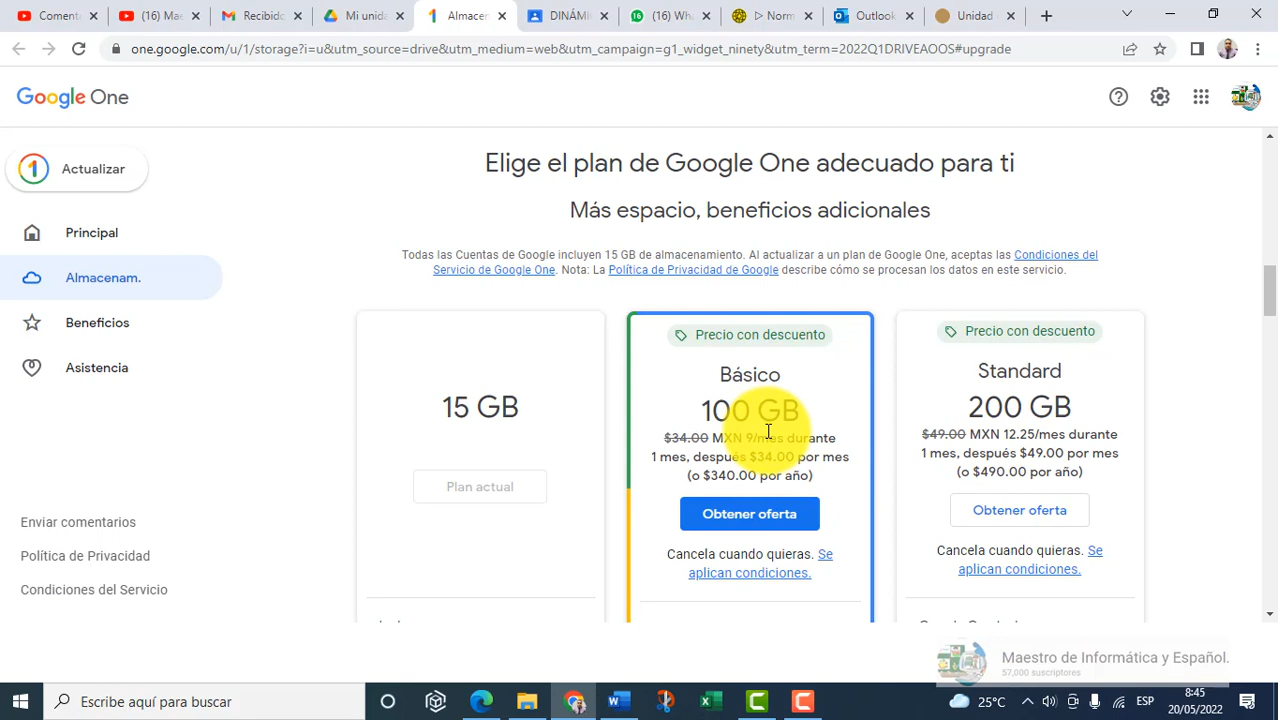 Comenta
(16) Mae
Recibido
Mi unida
Almacen
DINÁMI
(16) Wha
Norm
Outlook
Unidad
one.google.com/u/1/storage?i=u&utm_source=drive&utm_medium=web&utm_campaign=g1_widget_ninety&utm_term=2022Q1DRIVEAOOS#upgrade
Google One
Actualizar
Principal
Almacenam.
Beneficios
Asistencia
Enviar comentarios
Política de Privacidad
Condiciones del Servicio
Elige el plan de Google One adecuado para ti
Más espacio, beneficios adicionales
Todas las Cuentas de Google incluyen 15 GB de almacenamiento. Al actualizar a un plan de Google One, aceptas las Condiciones del
Servicio de Google One. Nota: La Política de Privacidad de Google describe cómo se procesan los datos en este servicio.
15 GB
Plan actual
Precio con descuento
Básico
100 GB
$34.00 MXN 9/mes durante
1 mes, después $34.00 por mes
(o $340.00 por año)
Obtener oferta
Cancela cuando quieras. Se
aplican condiciones.
Precio con descuento
Standard
200 GB
$49.00 MXN 12.25/mes durante
1 mes, después $49.00 por mes
(o $490.00 por año)
Obtener oferta
Cancela cuando quieras. Se
aplican condiciones.
Maestro de Informática y Español.
57,000 suscriptores
Escribe aquí para buscar
25°C
ESP
8:45
20/05/2022